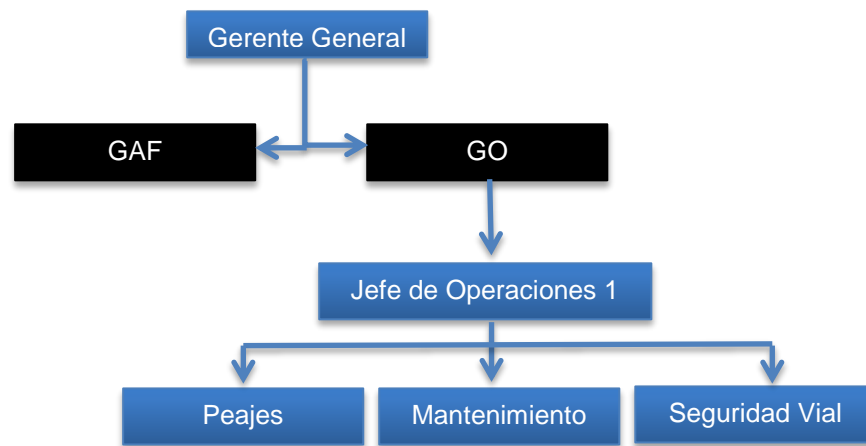 Gerente General
GAF
GO
Jefe de Operaciones 1
Peajes
Mantenimiento
Seguridad Vial